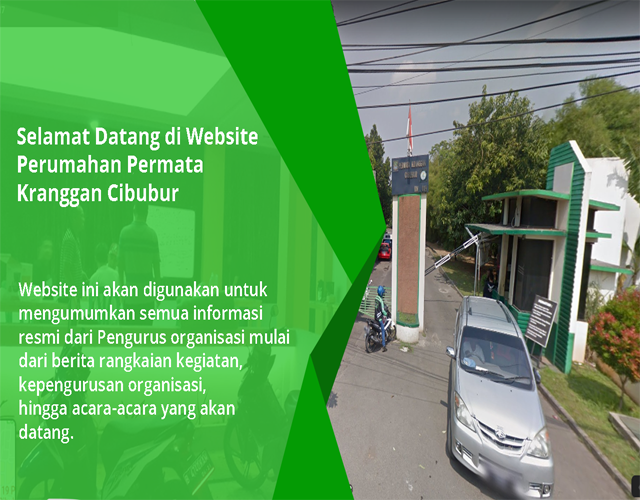 Selamat Datang di Website
Perumahan Permata
Kranggan Cibubur
Website ini akan digunakan untuk
mengumumkan semua informasi
resmi dari Pengurus organisasi mulai
dari berita rangkaian kegiatan,
kepengurusan organisasi,
hingga acara-acara yang akan
datang.